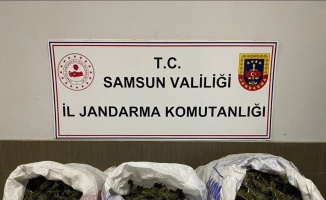 T.C.
SAMSUN VALİLİĞİ
İL JANDARMA KOMUTANLIĞI